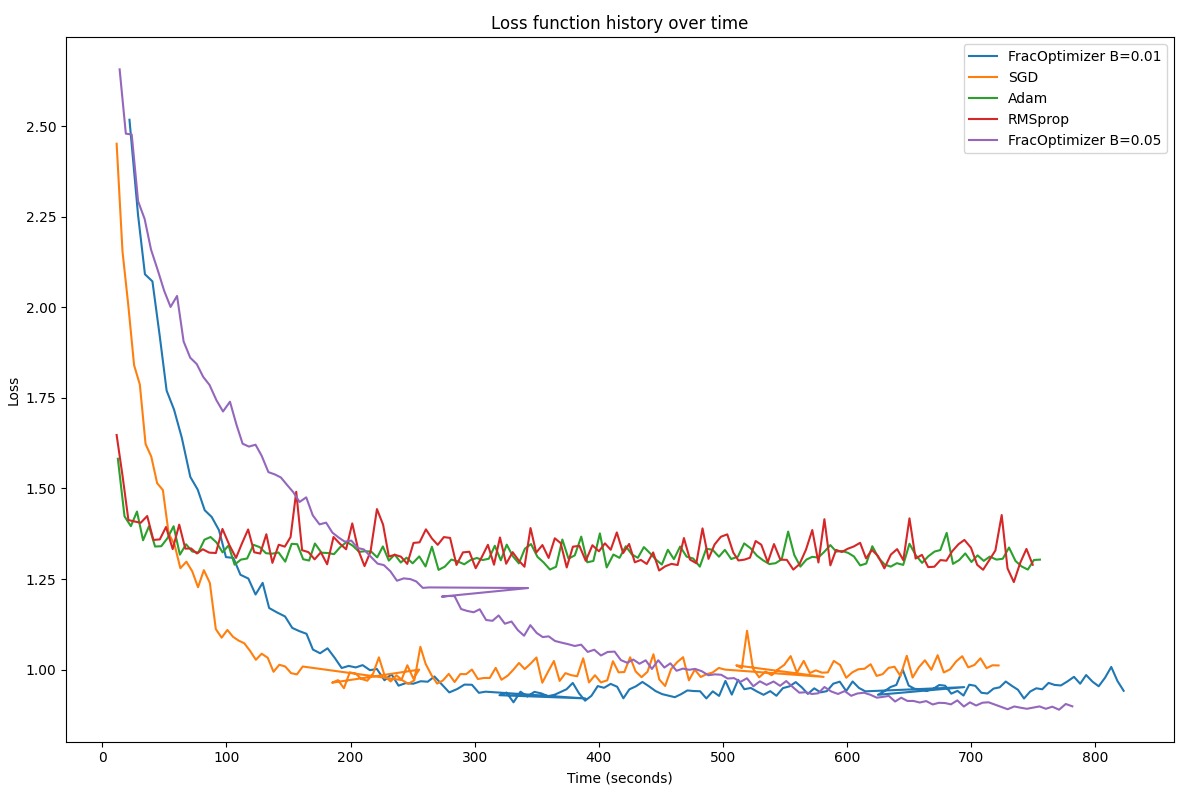 Loss function history over time
FracOptimizer B=0.01
SGD
Adam
RMSprop
FracOptimizer B=0.05
Loss
2.50
2.25
2.00
1.75
1.50
1.25
1.00
0
100
200
300
400
500
600
700
800
Time (seconds)